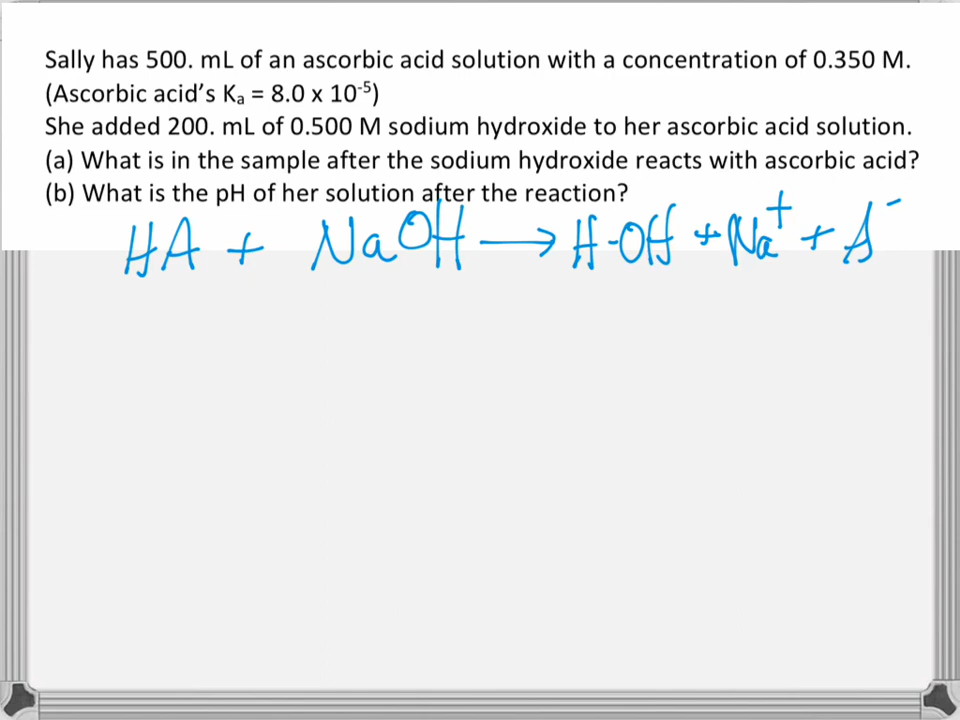 Sally has 500. mL of an ascorbic acid solution with a concentration of 0.350 M.
(Ascorbic acid's Kₐ = 8.0 x 10⁻⁵)
She added 200. mL of 0.500 M sodium hydroxide to her ascorbic acid solution.
(a) What is in the sample after the sodium hydroxide reacts with ascorbic acid?
(b) What is the pH of her solution after the reaction?
HA + NaOH → H-OH + Na⁺ + A⁻